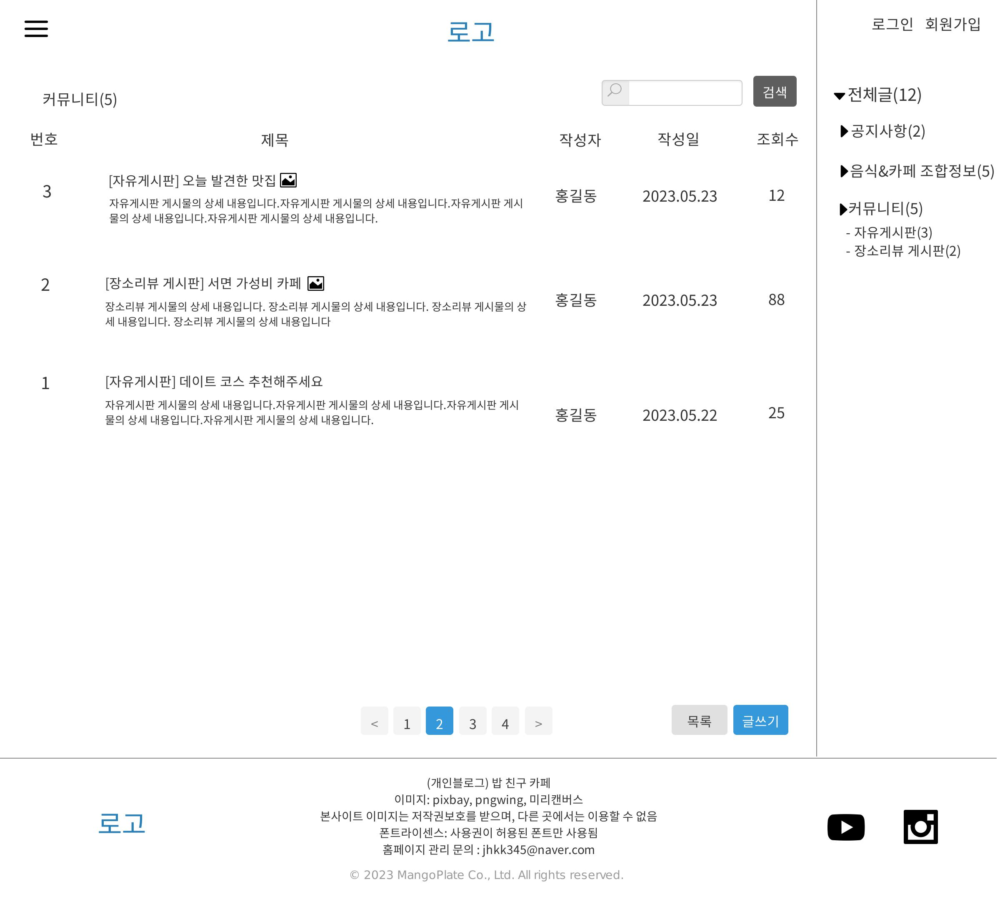 로고
로그인 회원가입
커뮤니티(5)
검색
번호 제목 작성자 작성일 조회수
3
[자유게시판] 오늘 발견한 맛집
자유게시판 게시물의 상세 내용입니다.자유게시판 게시물의 상세 내용입니다.자유게시판 게시
물의 상세 내용입니다.자유게시판 게시물의 상세 내용입니다.
홍길동 2023.05.23 12
2
[장소리뷰 게시판] 서면 가성비 카페
장소리뷰 게시물의 상세 내용입니다. 장소리뷰 게시물의 상세 내용입니다. 장소리뷰 게시물의 상
세 내용입니다. 장소리뷰 게시물의 상세 내용입니다
홍길동 2023.05.23 88
1
[자유게시판] 데이트 코스 추천해주세요
자유게시판 게시물의 상세 내용입니다.자유게시판 게시물의 상세 내용입니다.자유게시판 게시
물의 상세 내용입니다.자유게시판 게시물의 상세 내용입니다.
홍길동 2023.05.22 25
전체글(12)
공지사항(2)
음식&카페 조합정보(5)
커뮤니티(5)
- 자유게시판(3)
- 장소리뷰 게시판(2)
< 1 2 3 4 >
목록 글쓰기
로고
(개인블로그) 밥 친구 카페
이미지: pixbay, pngwing, 미리캔버스
본사이트 이미지는 저작권보호를 받으며, 다른 곳에서는 이용할 수 없음
폰트라이센스: 사용권이 허용된 폰트만 사용됨
홈페이지 관리 문의 : jhkk345@naver.com
© 2023 MangoPlate Co., Ltd. All rights reserved.